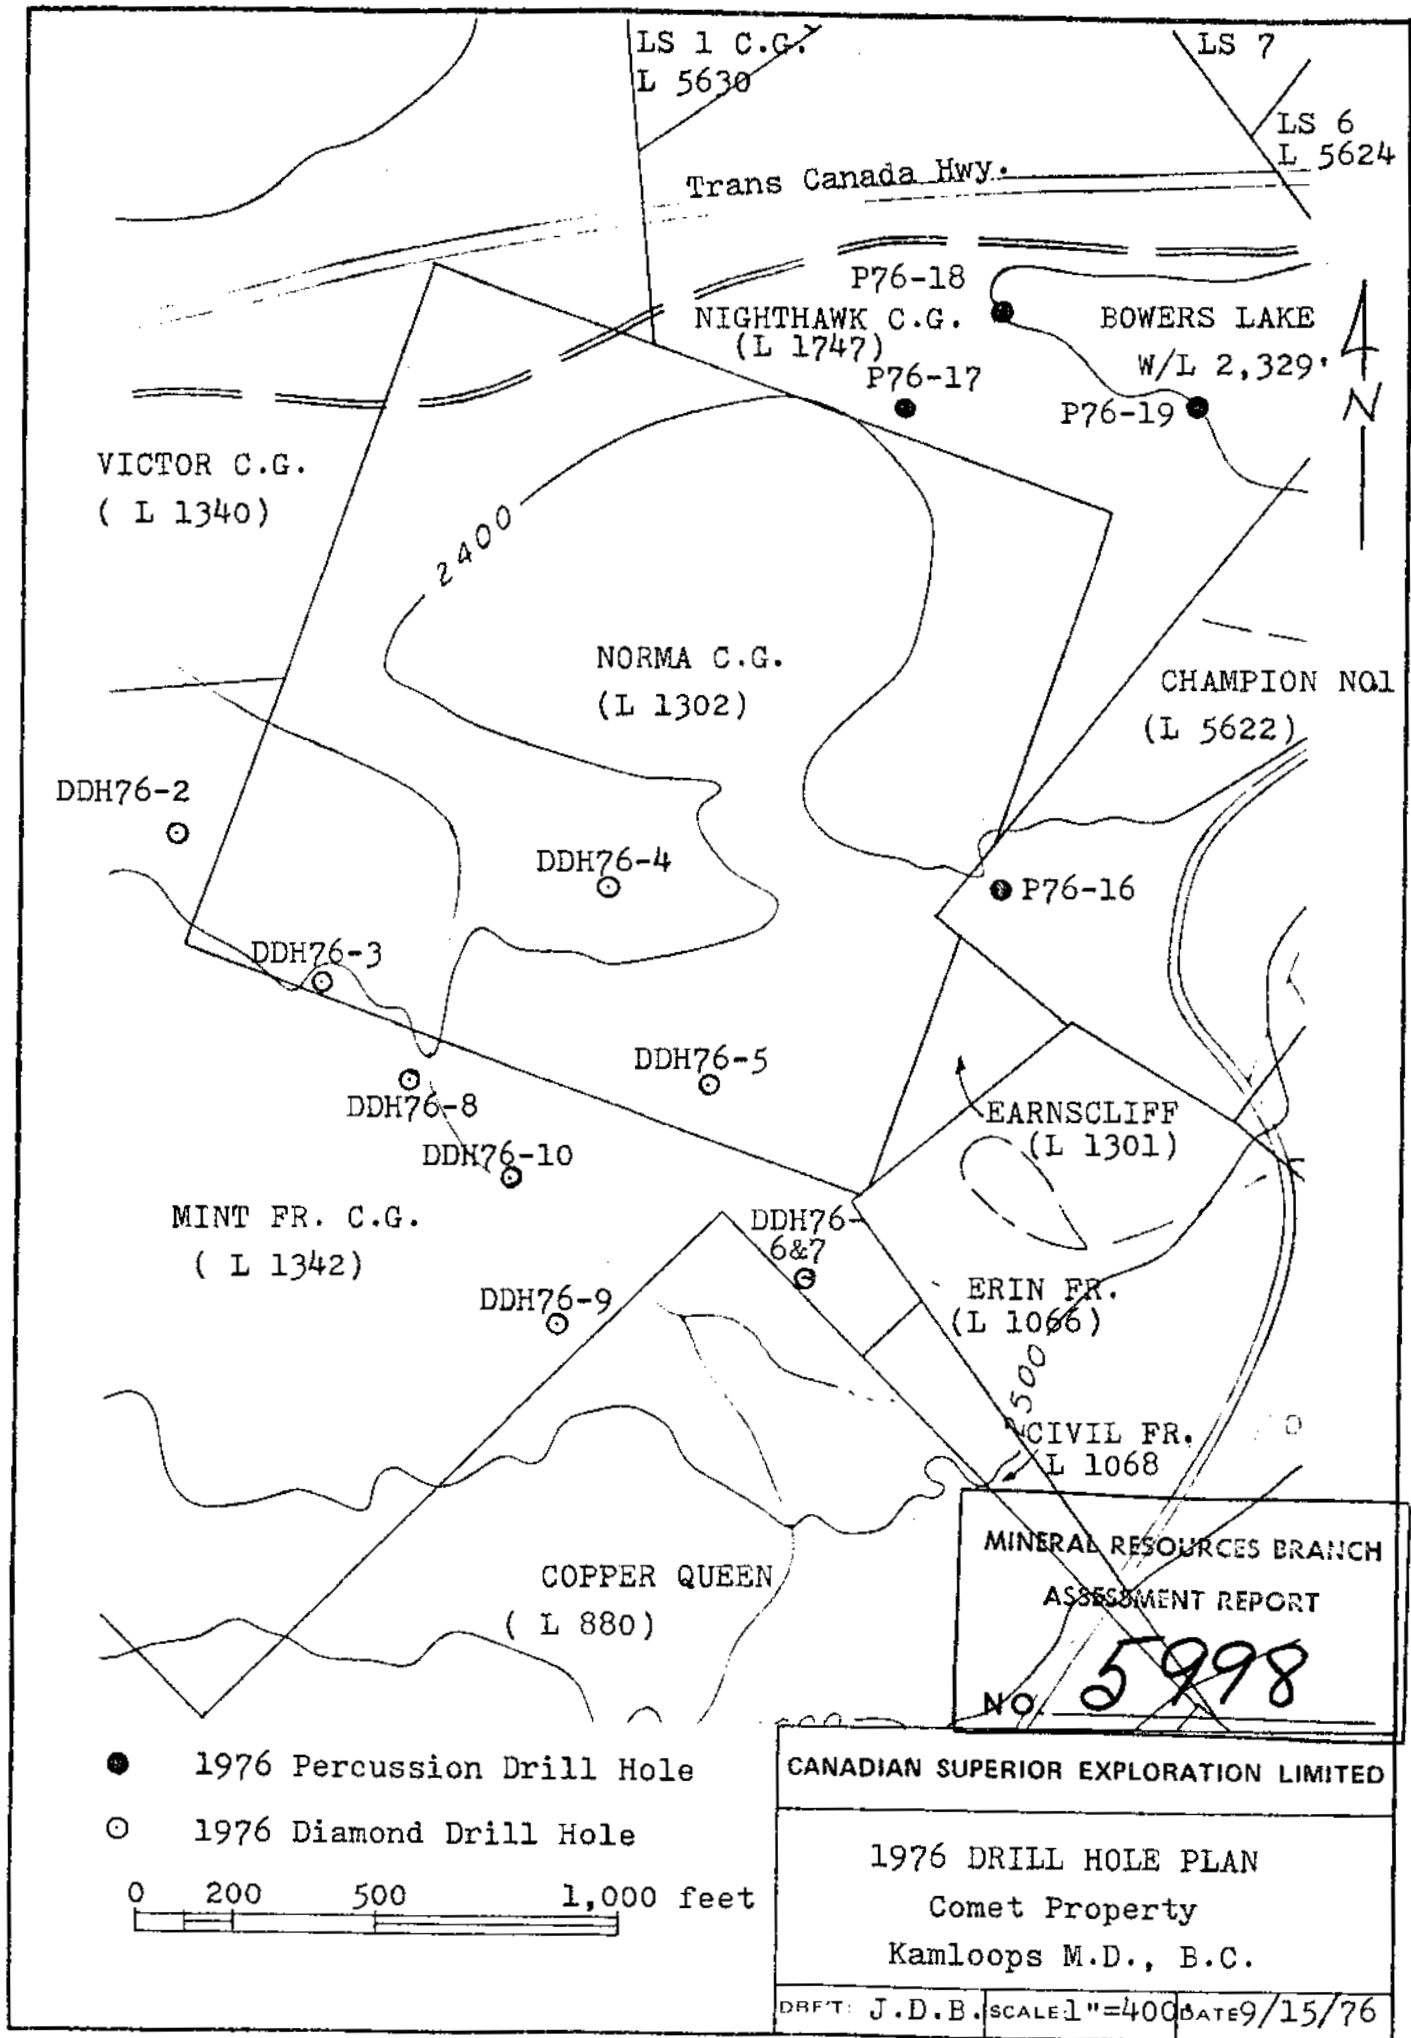 LS 1 C.G.
L 5630
LS 7
LS 6
L 5624
Trans Canada Hwy.
P76-18
NIGHTHAWK C.G.
(L 1747)
BOWERS LAKE
W/L 2,329'
P76-17
P76-19
N
VICTOR C.G.
( L 1340)
2400
NORMA C.G.
(L 1302)
CHAMPION NO.1
(L 5622)
DDH76-2
DDH76-4
P76-16
DDH76-3
DDH76-5
DDH76-8
EARNSCLIFF
(L 1301)
DDH76-10
MINT FR. C.G.
( L 1342)
DDH76-
6&7
DDH76-9
ERIN FR.
(L 1066)
2500
CIVIL FR.
L 1068
COPPER QUEEN
( L 880)
MINERAL RESOURCES BRANCH
ASSESSMENT REPORT
NO. 5998
1976 Percussion Drill Hole
1976 Diamond Drill Hole
0 200 500 1,000 feet
CANADIAN SUPERIOR EXPLORATION LIMITED
1976 DRILL HOLE PLAN
Comet Property
Kamloops M.D., B.C.
DRFT: J.D.B. SCALE 1"=400 DATE 9/15/76